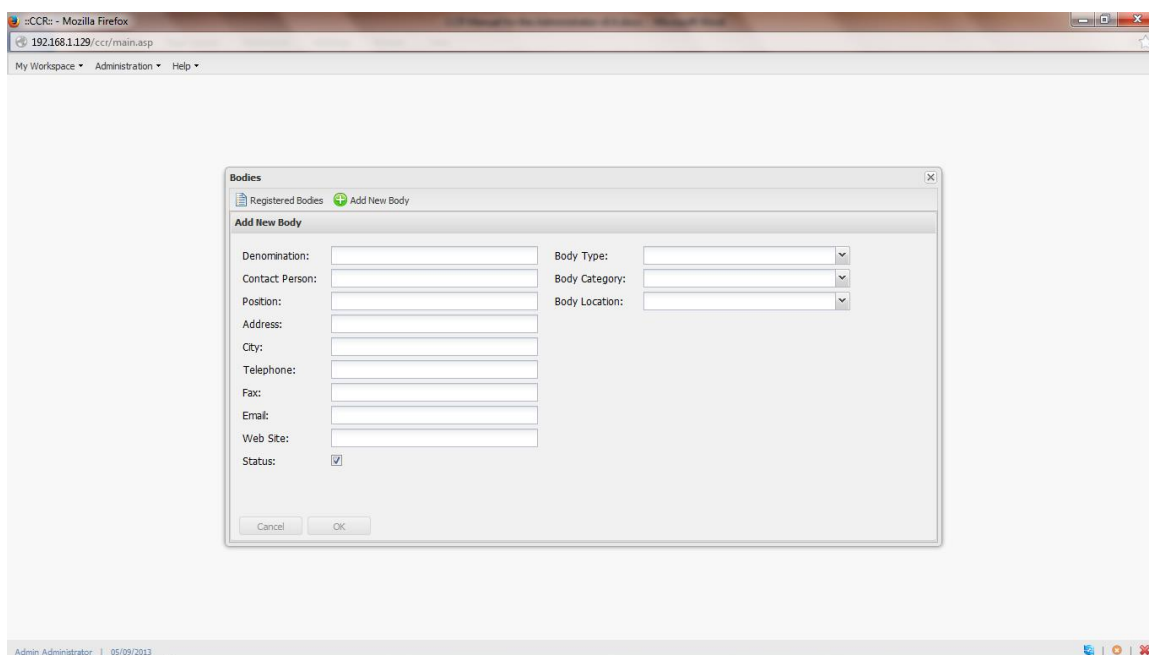 ::CCR:: - Mozilla Firefox
192.168.1.129/ccr/main.asp
My Workspace Administration Help
Bodies
Registered Bodies Add New Body
Add New Body
Denomination: Body Type:
Contact Person: Body Category:
Position: Body Location:
Address:
City:
Telephone:
Fax:
Email:
Web Site:
Status:
Cancel OK
Admin Administrator | 05/09/2013